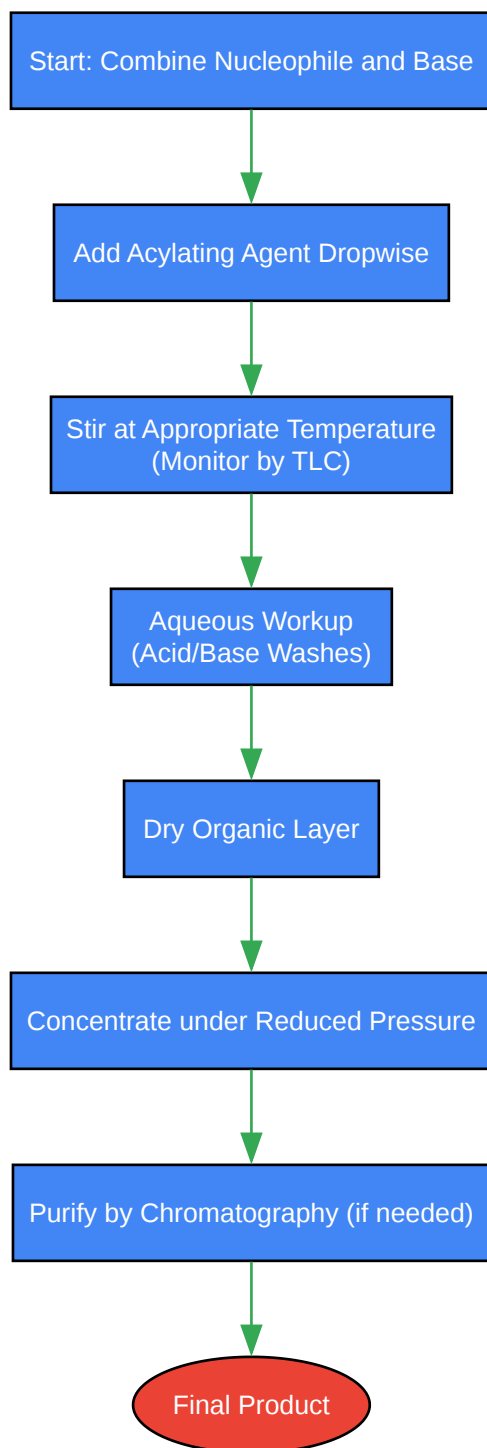 Start: Combine Nucleophile and Base
Add Acylating Agent Dropwise
Stir at Appropriate Temperature
(Monitor by TLC)
Aqueous Workup
(Acid/Base Washes)
Dry Organic Layer
Concentrate under Reduced Pressure
Purify by Chromatography (if needed)
Final Product